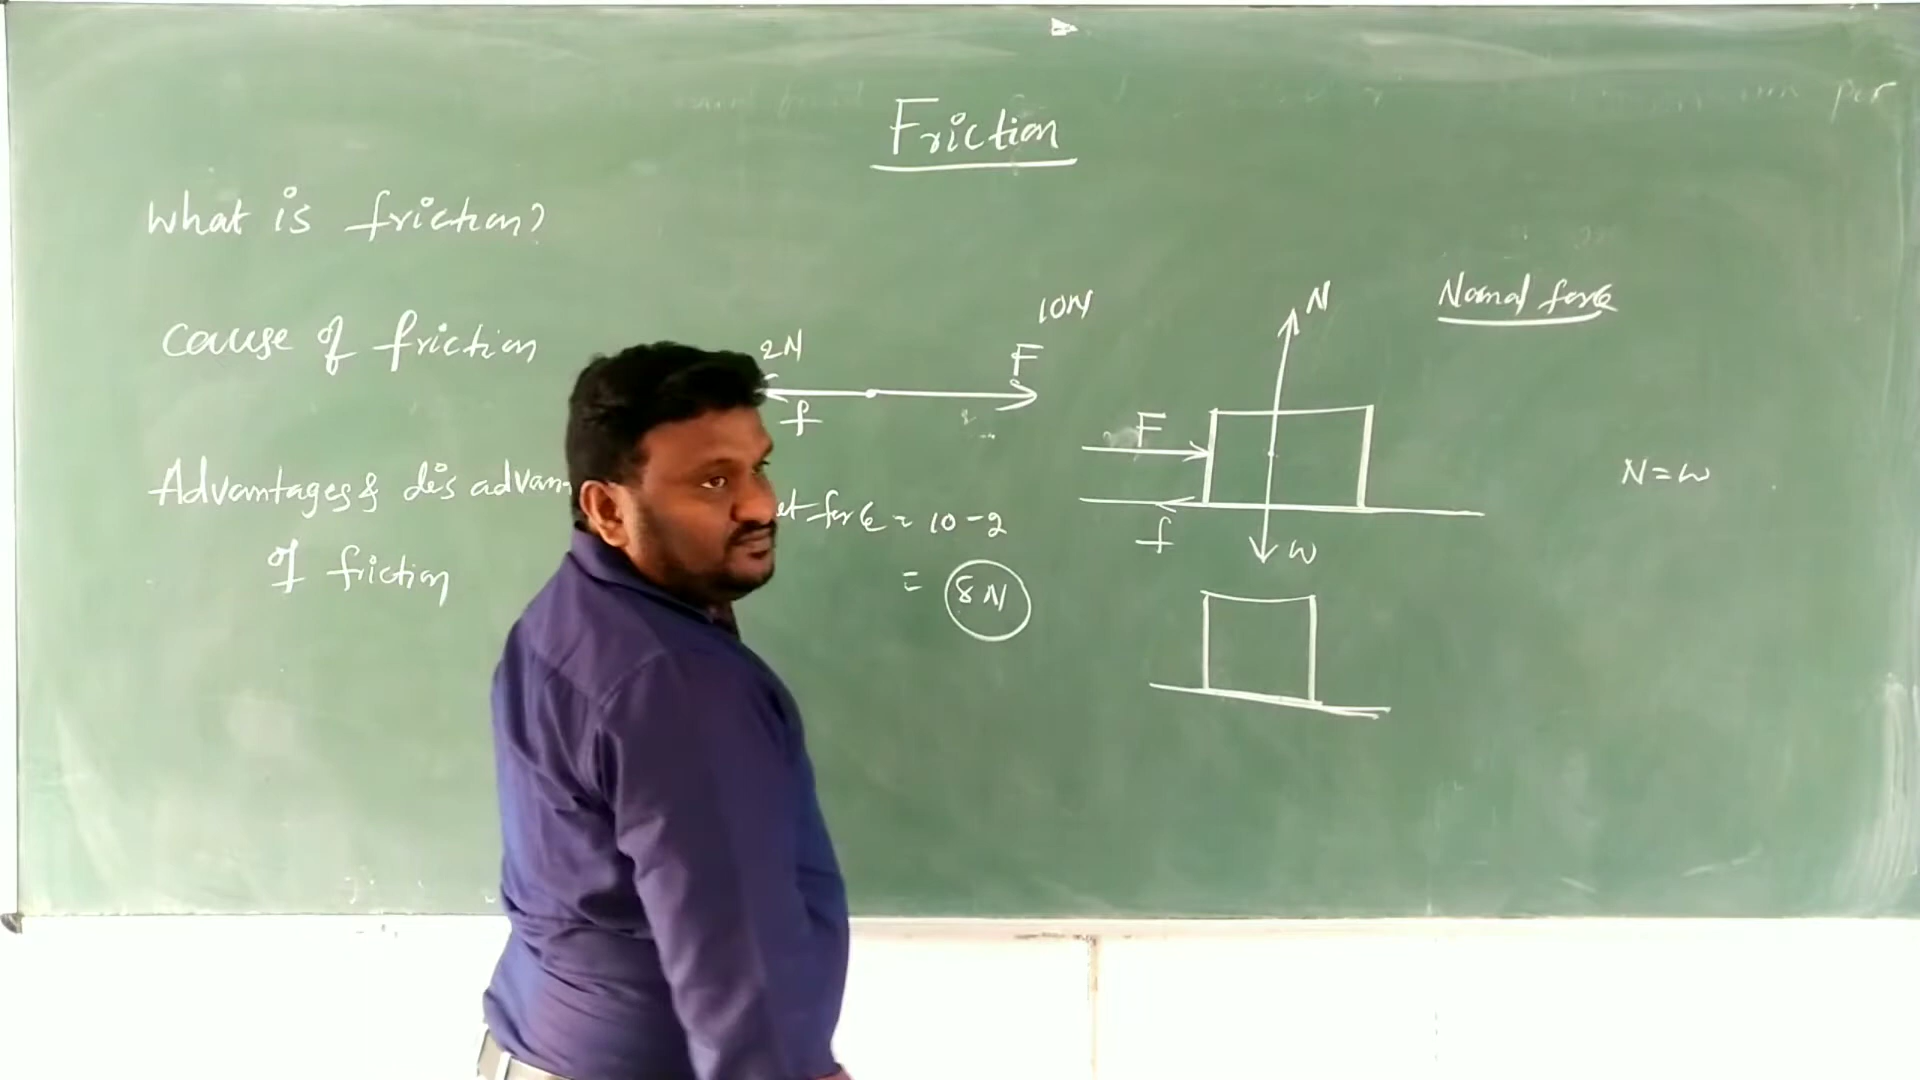 per
Friction
What is friction?
Cause of friction
Advantages & dis advan
of friction
2N
10N
F
f
et force = 10-2
= 8N
N
Normal force
F
f
w
N=w